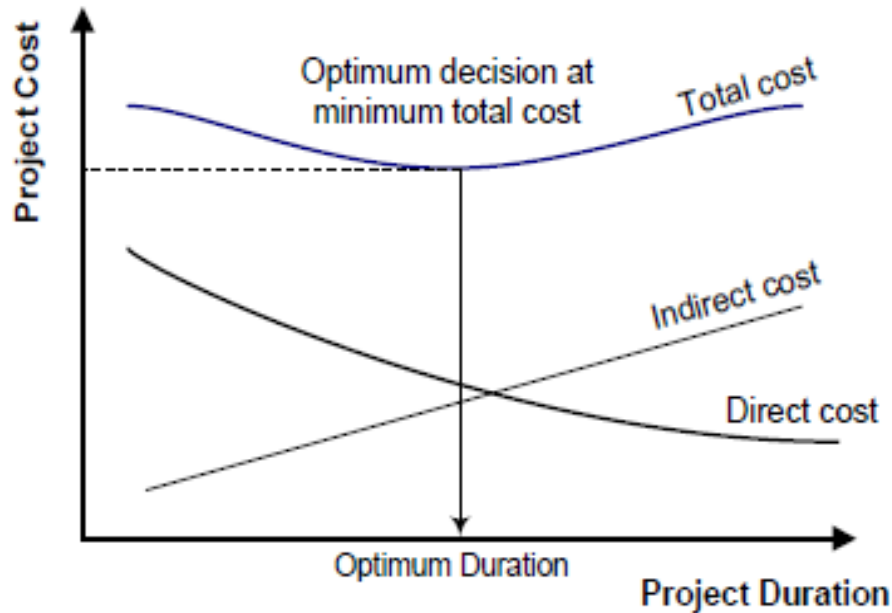 Project Cost
Optimum decision at
minimum total cost
Total cost
Indirect cost
Direct cost
Optimum Duration
Project Duration